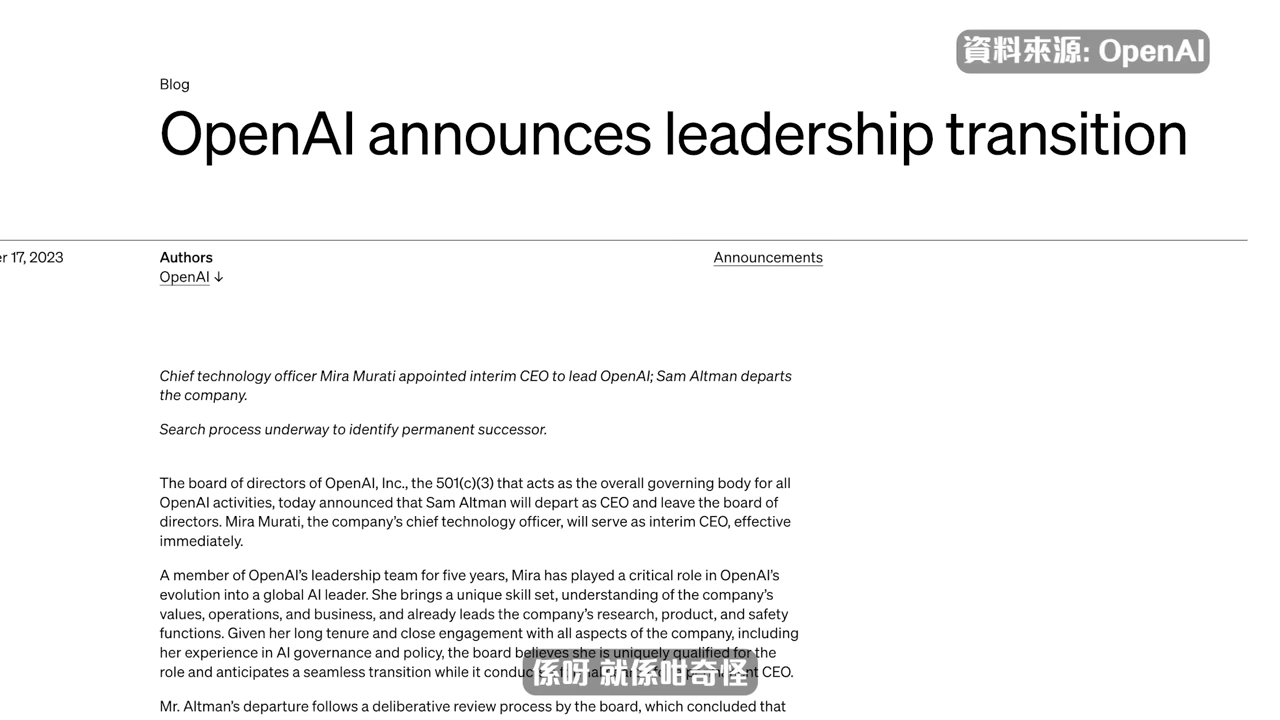 資料來源: OpenAI
Blog
OpenAI announces leadership transition
er 17, 2023
Authors
OpenAI ↓
Announcements
Chief technology officer Mira Murati appointed interim CEO to lead OpenAI; Sam Altman departs
the company.
Search process underway to identify permanent successor.
The board of directors of OpenAI, Inc., the 501(c)(3) that acts as the overall governing body for all
OpenAI activities, today announced that Sam Altman will depart as CEO and leave the board of
directors. Mira Murati, the company’s chief technology officer, will serve as interim CEO, effective
immediately.
A member of OpenAI’s leadership team for five years, Mira has played a critical role in OpenAI’s
evolution into a global AI leader. She brings a unique skill set, understanding of the company’s
values, operations, and business, and already leads the company’s research, product, and safety
functions. Given her long tenure and close engagement with all aspects of the company, including
her experience in AI governance and policy, the board believes she is uniquely qualified for the
role and anticipates a seamless transition while it CEO.
係呀 就係咁奇怪
Mr. Altman’s departure follows a deliberative review process by the board, which concluded that